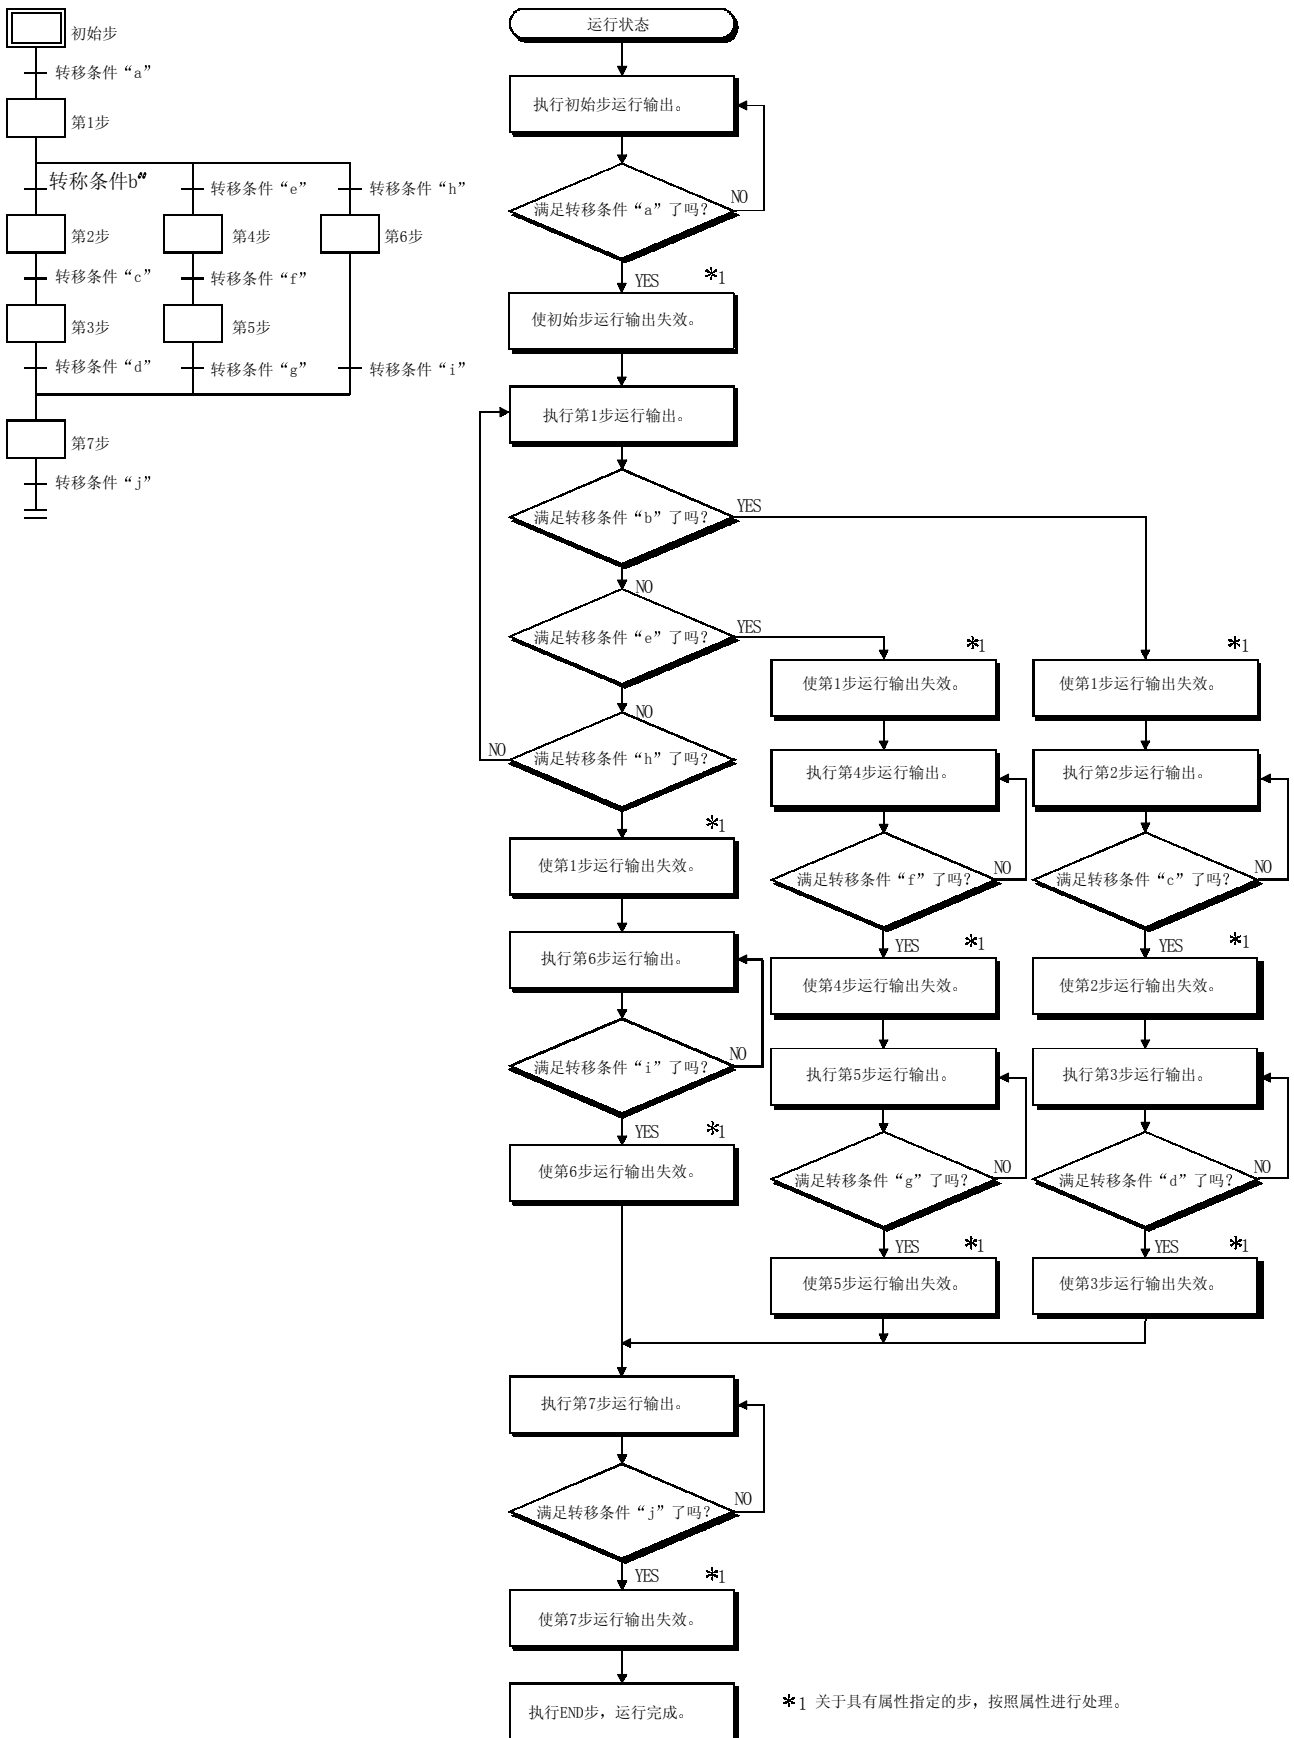 初始步
转移条件“a”
第1步
转称条件b“
转移条件“e”
转移条件“h”
第2步
第4步
第6步
转移条件“c”
转移条件“f”
第3步
第5步
转移条件“d”
转移条件“g”
转移条件“i”
第7步
转移条件“j”
运行状态
执行初始步运行输出。
满足转移条件“a”了吗？
NO
YES
*1
使初始步运行输出失效。
执行第1步运行输出。
满足转移条件“b”了吗？
YES
NO
满足转移条件“e”了吗？
YES
NO
满足转移条件“h”了吗？
NO
*1
使第1步运行输出失效。
执行第6步运行输出。
满足转移条件“i”了吗？
NO
YES
*1
使第6步运行输出失效。
*1
使第1步运行输出失效。
执行第4步运行输出。
满足转移条件“f”了吗？
NO
YES
*1
使第4步运行输出失效。
执行第5步运行输出。
满足转移条件“g”了吗？
NO
YES
*1
使第5步运行输出失效。
*1
使第1步运行输出失效。
执行第2步运行输出。
满足转移条件“c”了吗？
NO
YES
*1
使第2步运行输出失效。
执行第3步运行输出。
满足转移条件“d”了吗？
NO
YES
*1
使第3步运行输出失效。
执行第7步运行输出。
满足转移条件“j”了吗？
NO
YES
*1
使第7步运行输出失效。
执行END步，运行完成。
*1 关于具有属性指定的步，按照属性进行处理。